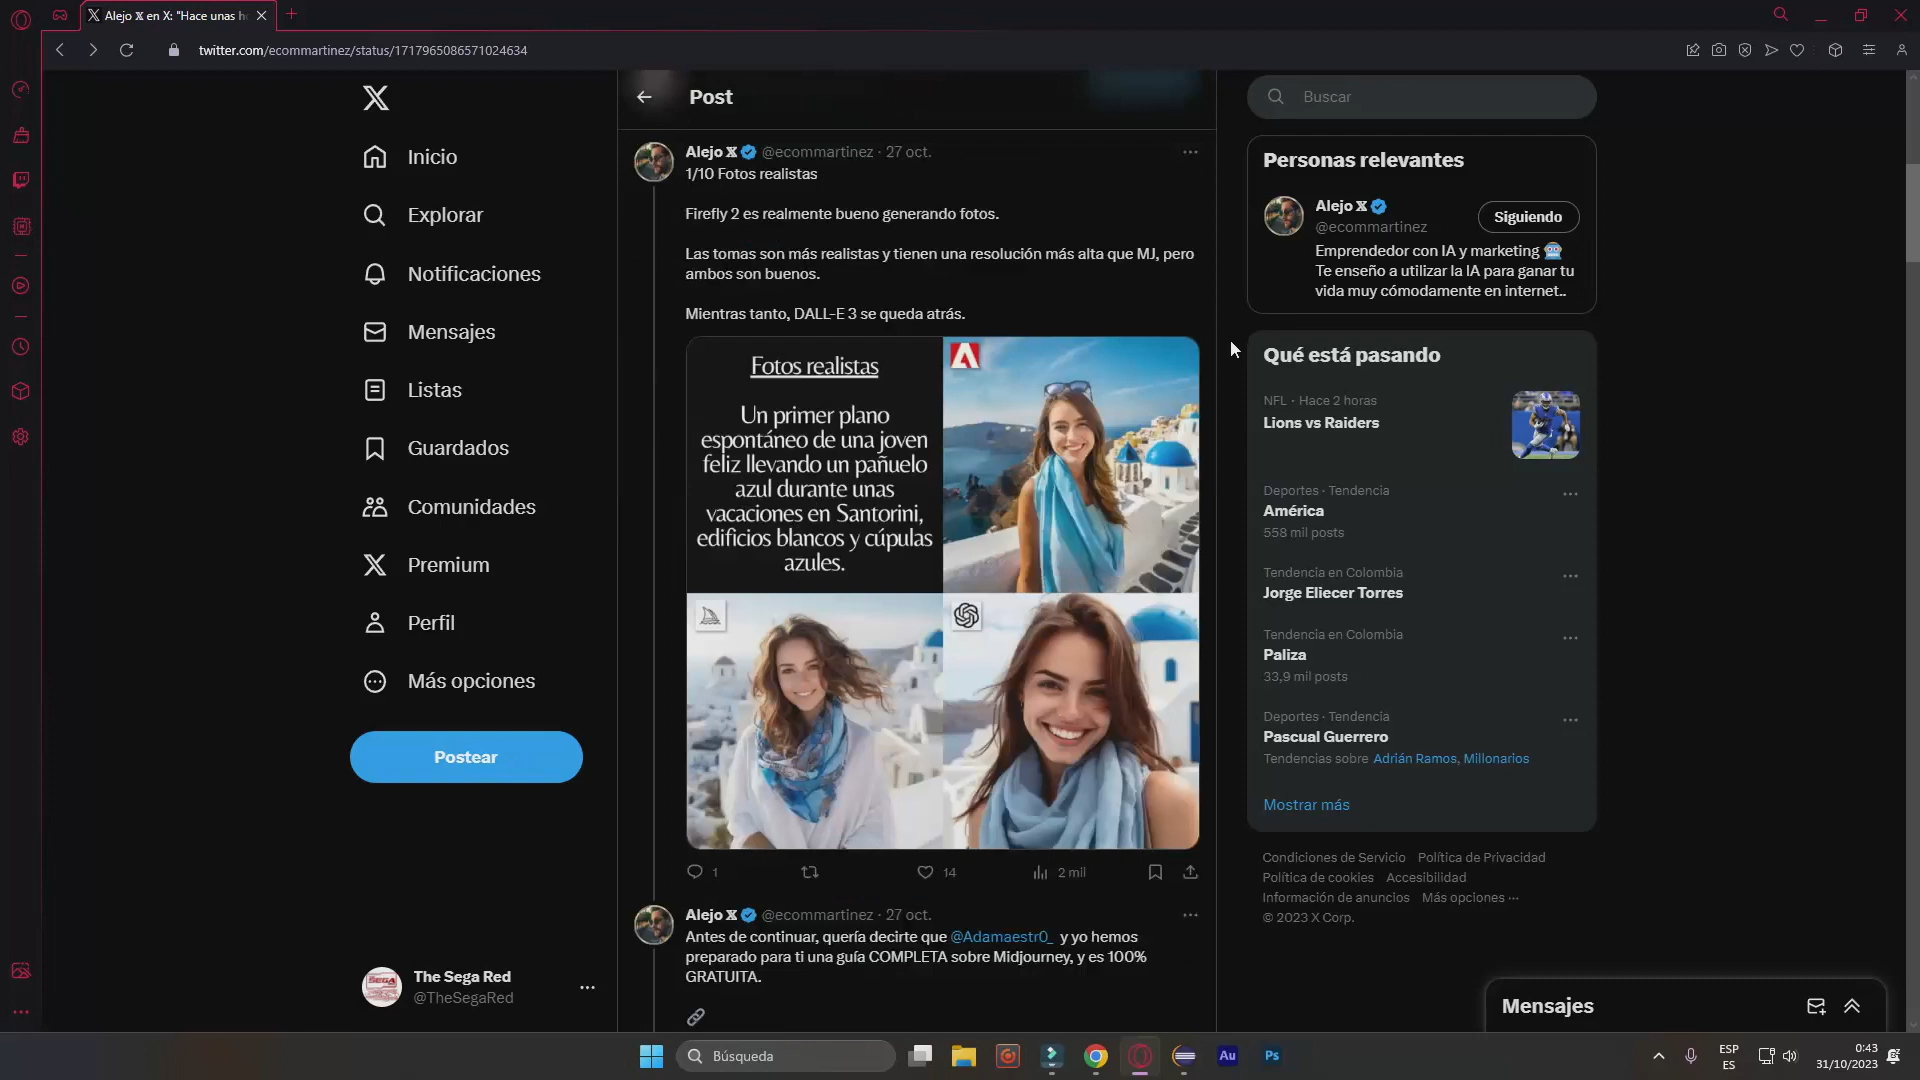 Alejo X en X: "Hace unas h
twitter.com/ecommartinez/status/1717965086571024634
Inicio
Explorar
Notificaciones
Mensajes
Listas
Guardados
Comunidades
Premium
Perfil
Más opciones
Postear
The Sega Red
@TheSegaRed
Post
Alejo X @ecommartinez · 27 oct.
1/10 Fotos realistas
Firefly 2 es realmente bueno generando fotos.
Las tomas son más realistas y tienen una resolución más alta que MJ, pero
ambos son buenos.
Mientras tanto, DALL-E 3 se queda atrás.
Fotos realistas
Un primer plano
espontáneo de una joven
feliz llevando un pañuelo
azul durante unas
vacaciones en Santorini,
edificios blancos y cúpulas
azules.
1
14
2 mil
Alejo X @ecommartinez · 27 oct.
Antes de continuar, quería decirte que @Adamaestr0_ y yo hemos
preparado para ti una guía COMPLETA sobre Midjourney, y es 100%
GRATUITA.
Buscar
Personas relevantes
Alejo X
@ecommartinez
Siguiendo
Emprendedor con IA y marketing
Te enseño a utilizar la IA para ganar tu
vida muy cómodamente en internet..
Qué está pasando
NFL · Hace 2 horas
Lions vs Raiders
Deportes · Tendencia
América
558 mil posts
Tendencia en Colombia
Jorge Eliecer Torres
Tendencia en Colombia
Paliza
33,9 mil posts
Deportes · Tendencia
Pascual Guerrero
Tendencias sobre Adrián Ramos, Millonarios
Mostrar más
Condiciones de Servicio Política de Privacidad
Política de cookies Accesibilidad
Información de anuncios Más opciones ···
© 2023 X Corp.
Mensajes
Búsqueda
Au
Ps
ESP
ES
0:43
31/10/2023